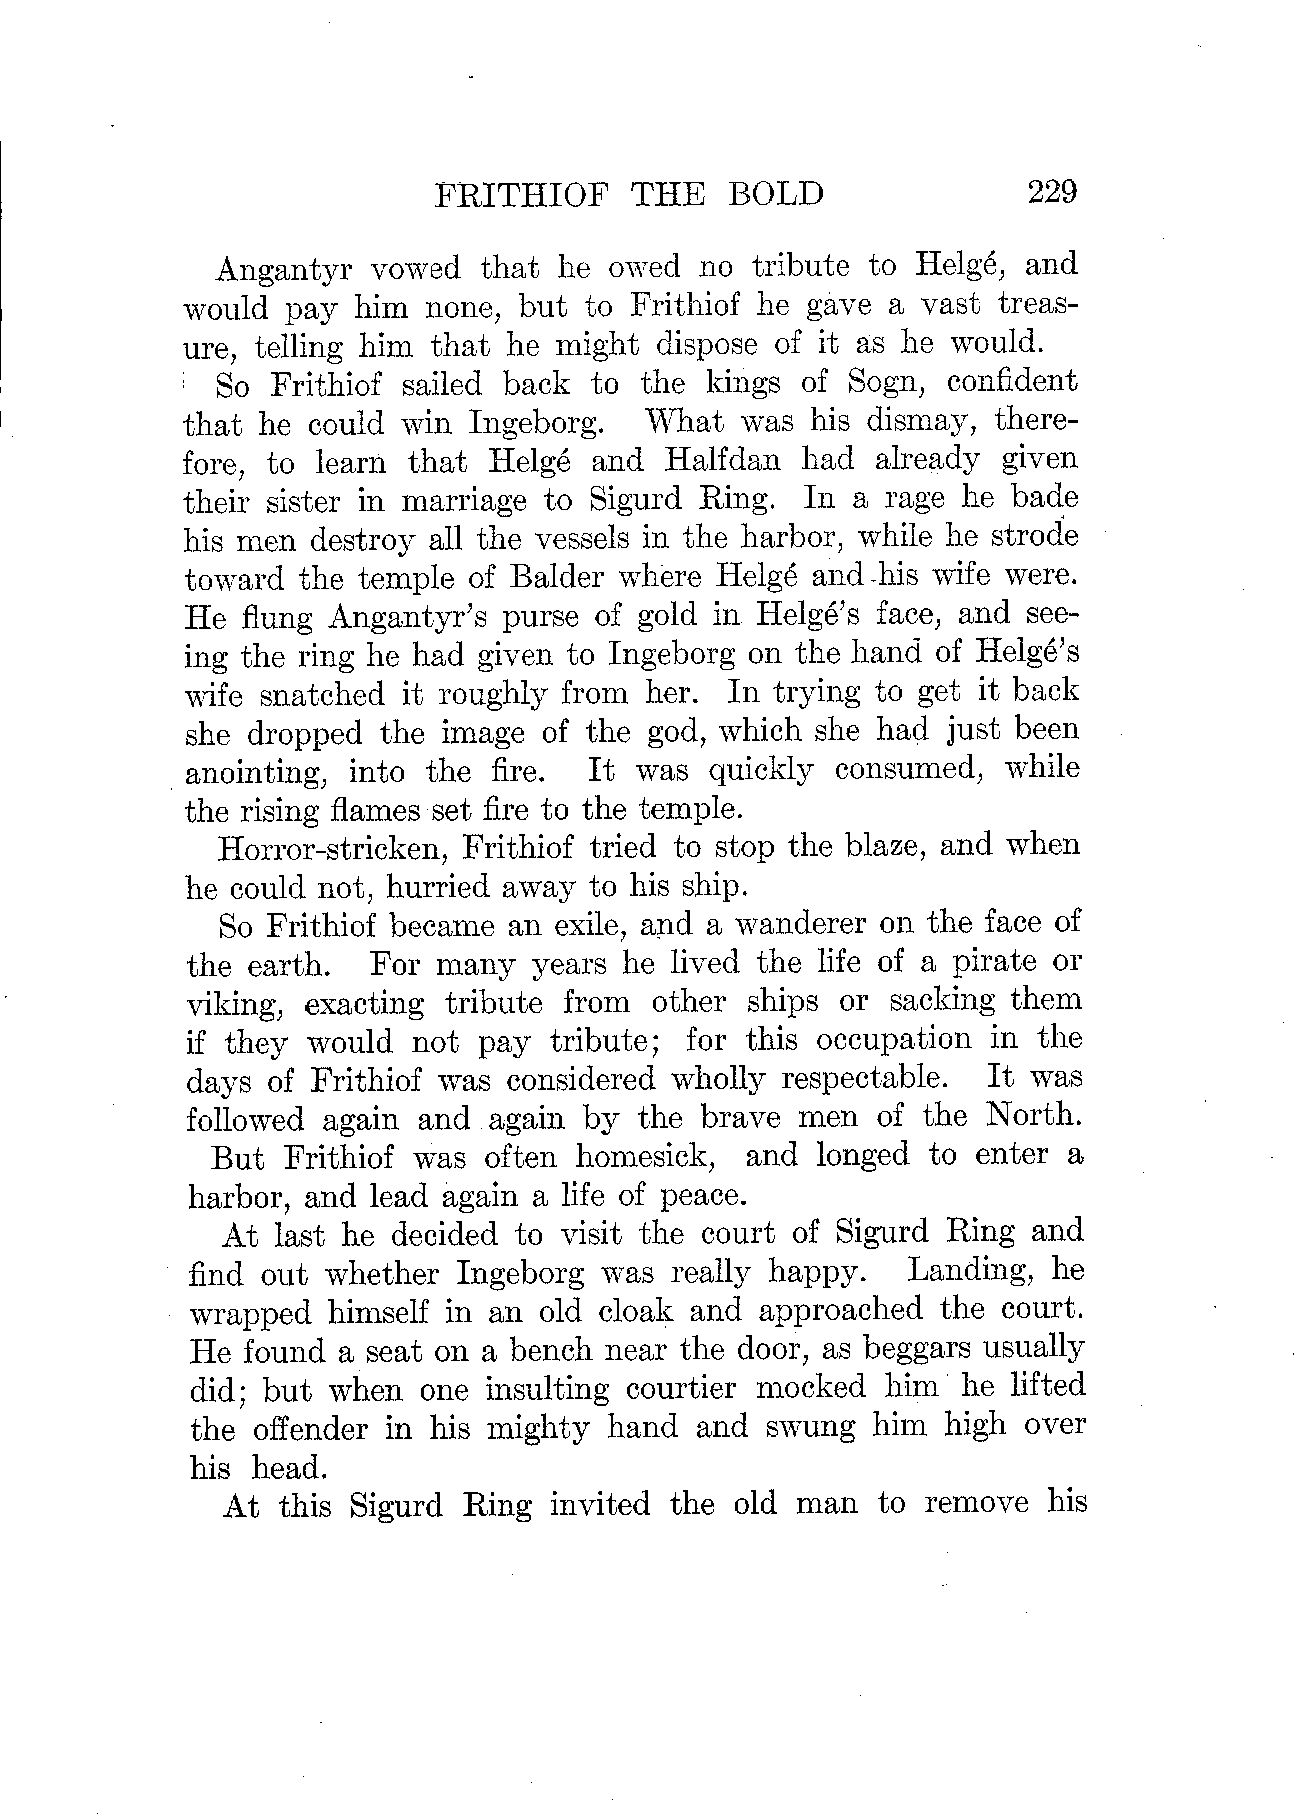 FRITHIOF THE BOLD 229
Angantyr vowed that he owed no tribute to Helgé, and
would pay him none, but to Frithiof he gave a vast treas-
ure, telling him that he might dispose of it as he would.
So Frithiof sailed back to the kings of Sogn, confident
that he could win Ingeborg. What was his dismay, there-
fore, to learn that Helgé and Halfdan had already given
their sister in marriage to Sigurd Ring. In a rage he bade
his men destroy all the vessels in the harbor, while he strode
toward the temple of Balder where Helgé and his wife were.
He flung Angantyr's purse of gold in Helgé's face, and see-
ing the ring he had given to Ingeborg on the hand of Helgé's
wife snatched it roughly from her. In trying to get it back
she dropped the image of the god, which she had just been
anointing, into the fire. It was quickly consumed, while
the rising flames set fire to the temple.
Horror-stricken, Frithiof tried to stop the blaze, and when
he could not, hurried away to his ship.
So Frithiof became an exile, and a wanderer on the face of
the earth. For many years he lived the life of a pirate or
viking, exacting tribute from other ships or sacking them
if they would not pay tribute; for this occupation in the
days of Frithiof was considered wholly respectable. It was
followed again and again by the brave men of the North.
But Frithiof was often homesick, and longed to enter a
harbor, and lead again a life of peace.
At last he decided to visit the court of Sigurd Ring and
find out whether Ingeborg was really happy. Landing, he
wrapped himself in an old cloak and approached the court.
He found a seat on a bench near the door, as beggars usually
did; but when one insulting courtier mocked him he lifted
the offender in his mighty hand and swung him high over
his head.
At this Sigurd Ring invited the old man to remove his